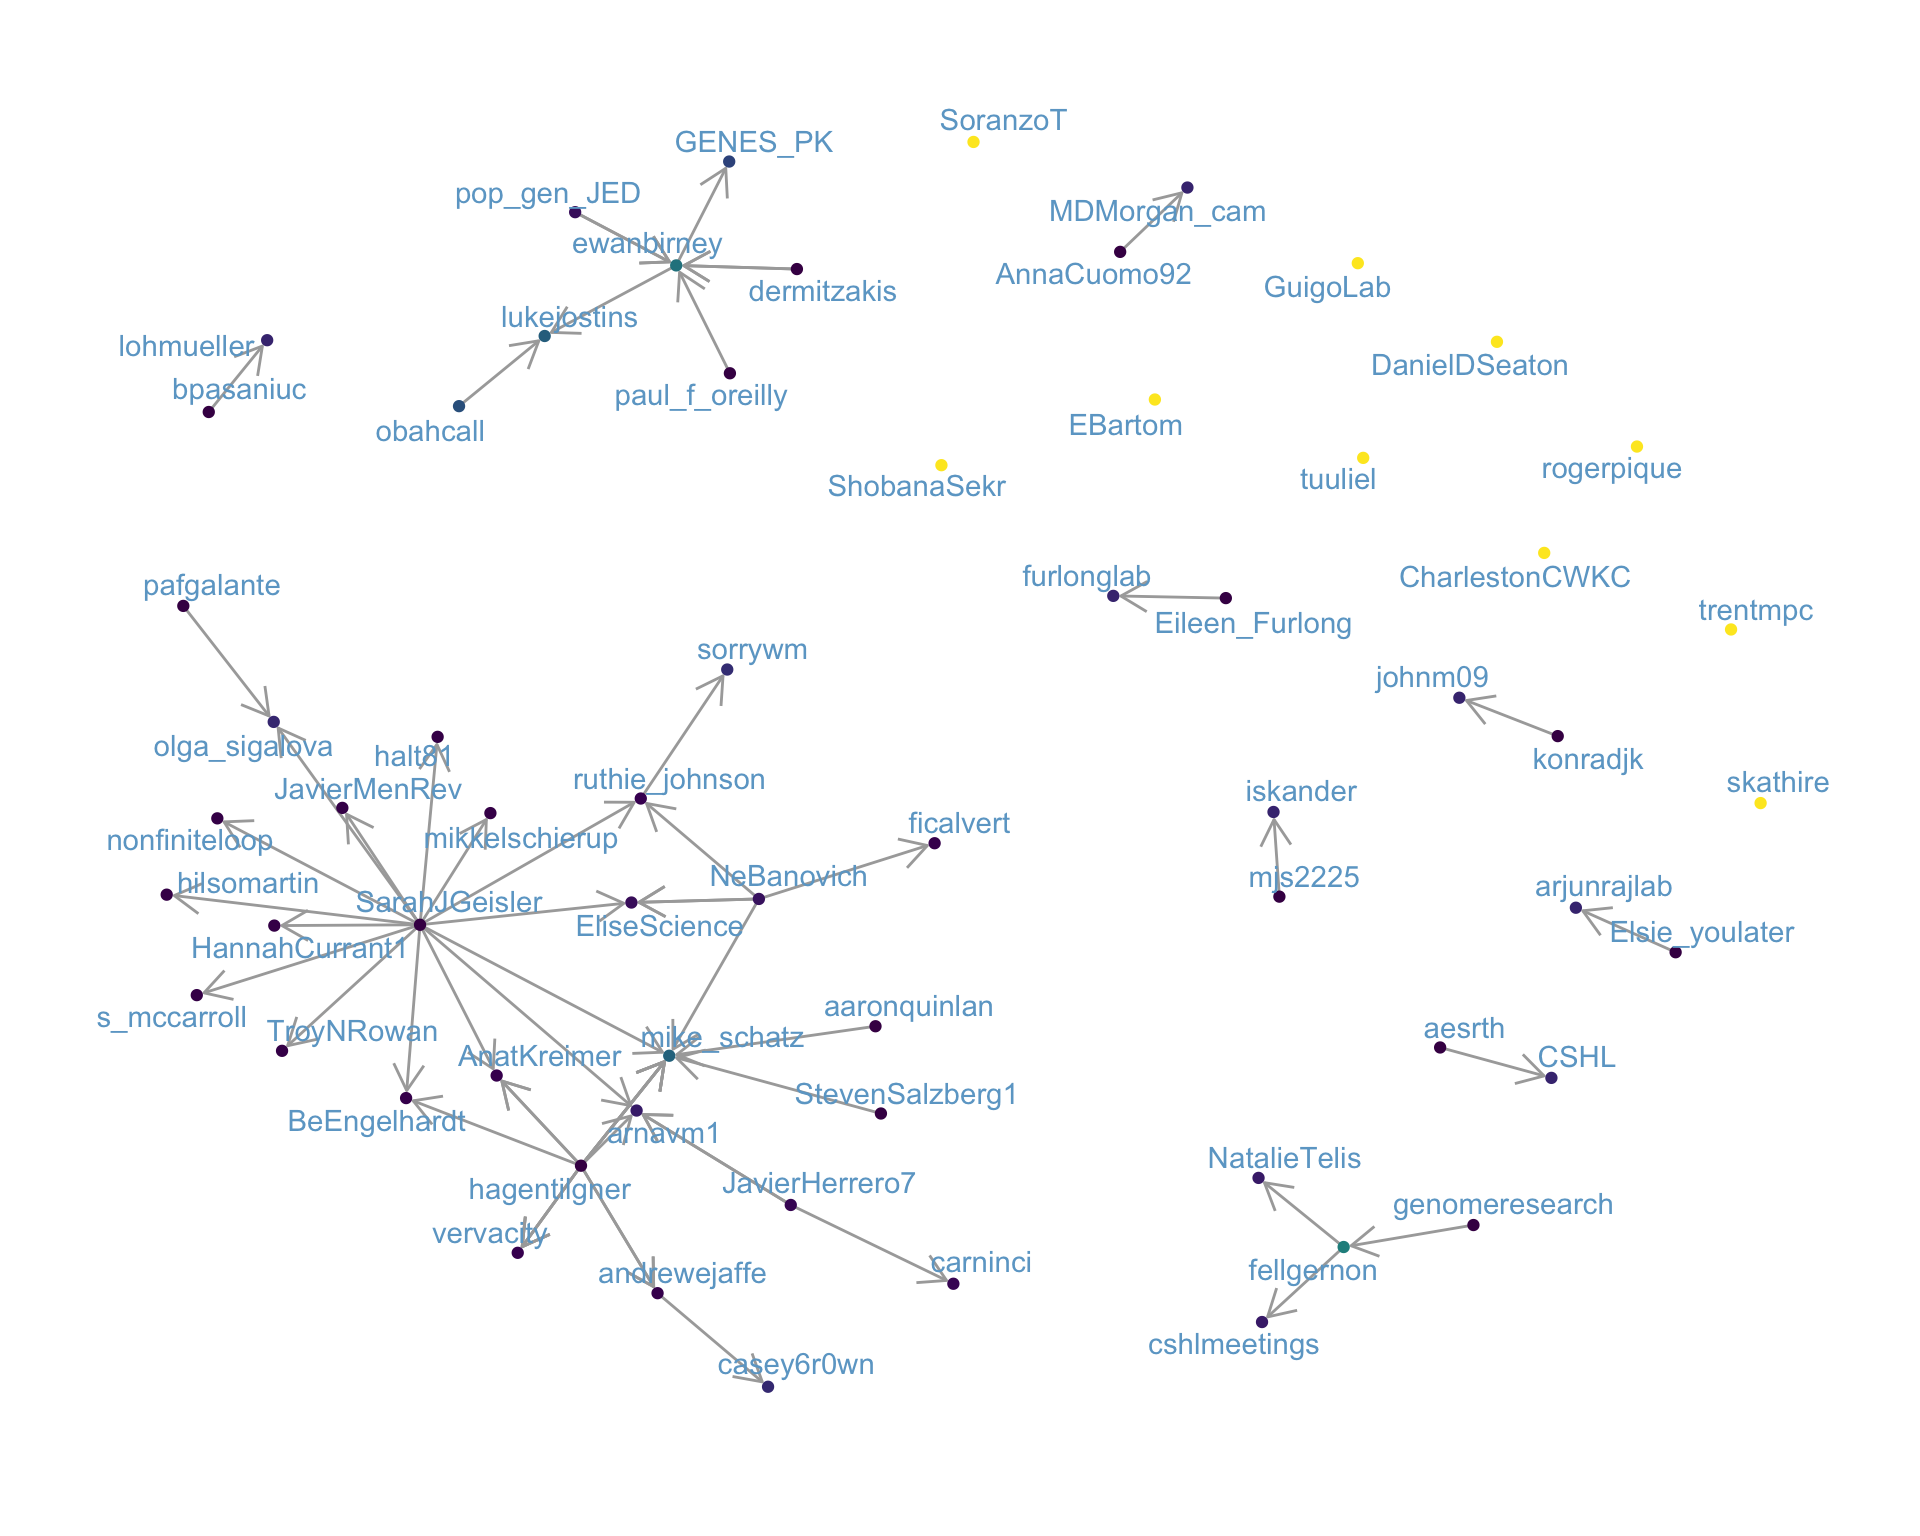 SoranzoT
GENES_PK
pop_gen_JED
MDMorgan_cam
ewanbirney
AnnaCuomo92
GuigoLab
dermitzakis
lukejostins
lohmueller
DanielDSeaton
bpasaniuc
paul_f_oreilly
EBartom
obahcall
rogerpique
tuuliel
ShobanaSekr
furlonglab
CharlestonCWKC
pafgalante
trentmpc
Eileen_Furlong
sorrywm
johnm09
olga_sigalova
halt81
konradjk
ruthie_johnson
skathire
JavierMenRev
iskander
ficalvert
mikkelschierup
nonfiniteloop
NeBanovich
mjs2225
hilsomartin
arjunrajlab
SarahJGeisler
EliseScience
Elsie_youlater
HannahCurrant1
aaronquinlan
s_mccarroll
TroyNRowan
mike_schatz
aesrth
AnatKreimer
CSHL
StevenSalzberg1
BeEngelhardt
arnavm1
NatalieTelis
JavierHerrero7
hagentilgner
genomeresearch
vervacity
carninci
andrewejaffe
fellgernon
cshlmeetings
casey6r0wn